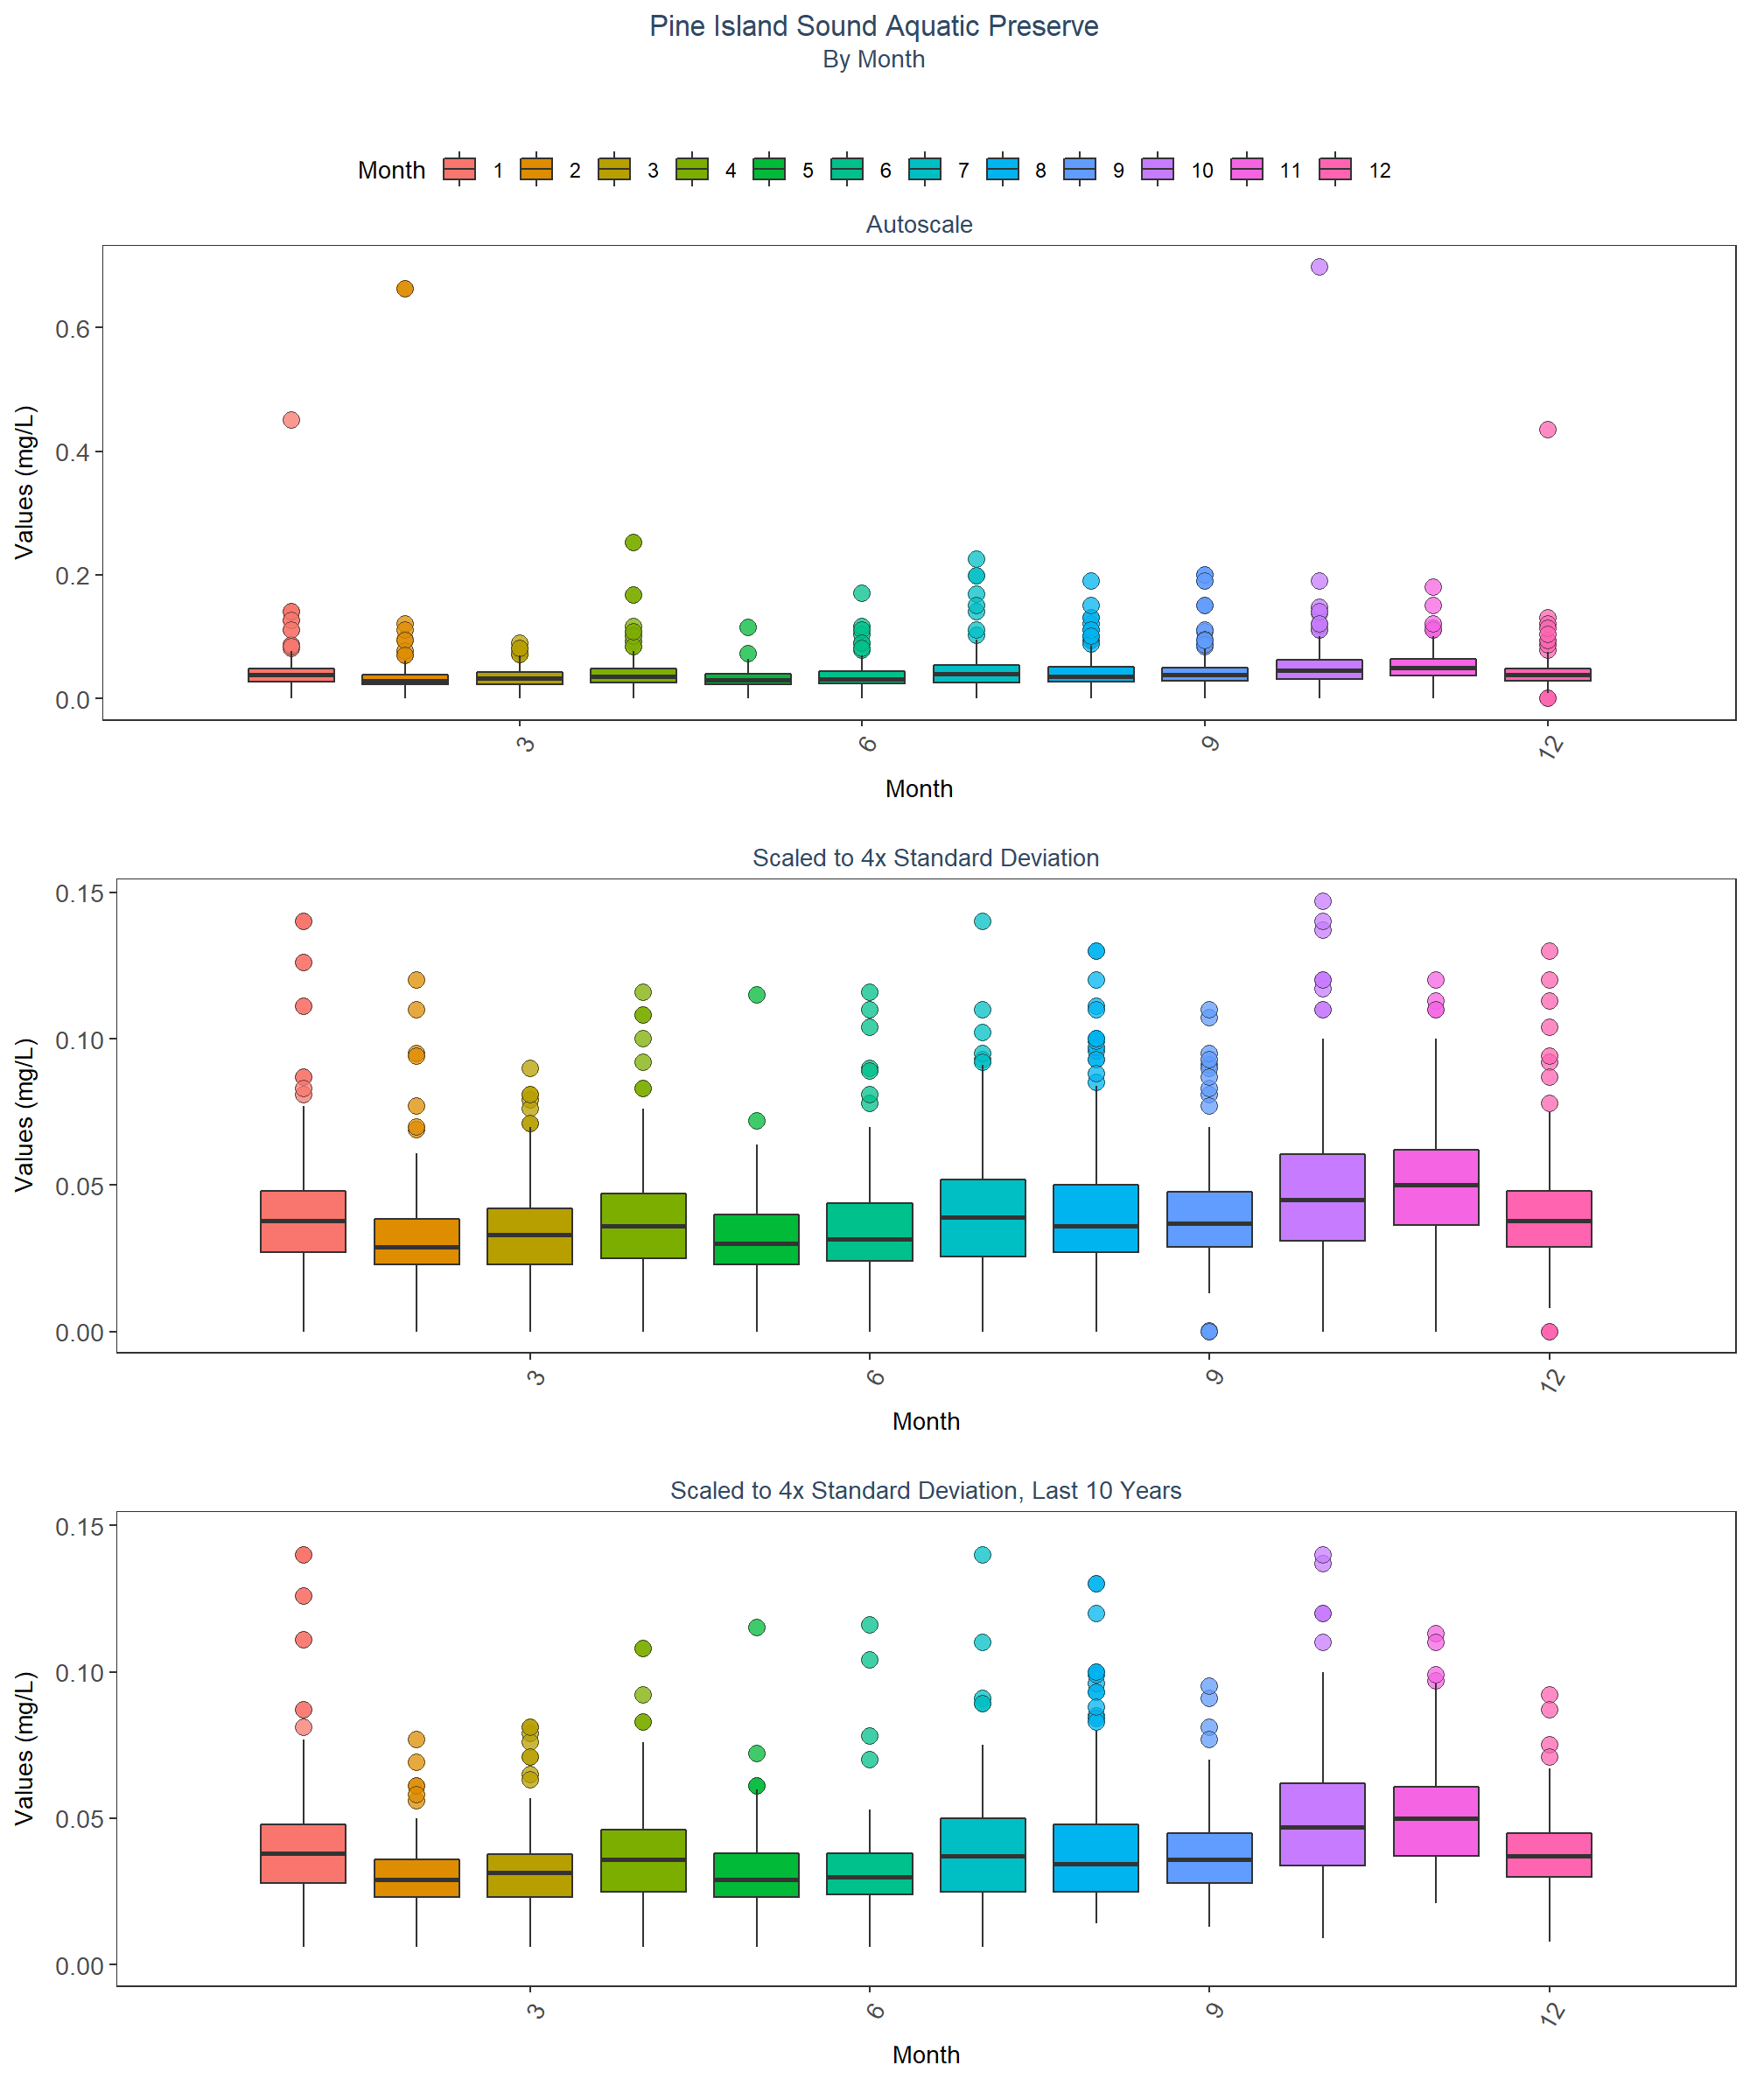 Pine Island Sound Aquatic Preserve
By Month
Month 1 2 3 4 5 6 7 8 9 10 11 12
Autoscale
Values (mg/L)
0.6
0.4
0.2
0.0
3 6 9 12
Month
Scaled to 4x Standard Deviation
Values (mg/L)
0.15
0.10
0.05
0.00
3 6 9 12
Month
Scaled to 4x Standard Deviation, Last 10 Years
Values (mg/L)
0.15
0.10
0.05
0.00
3 6 9 12
Month